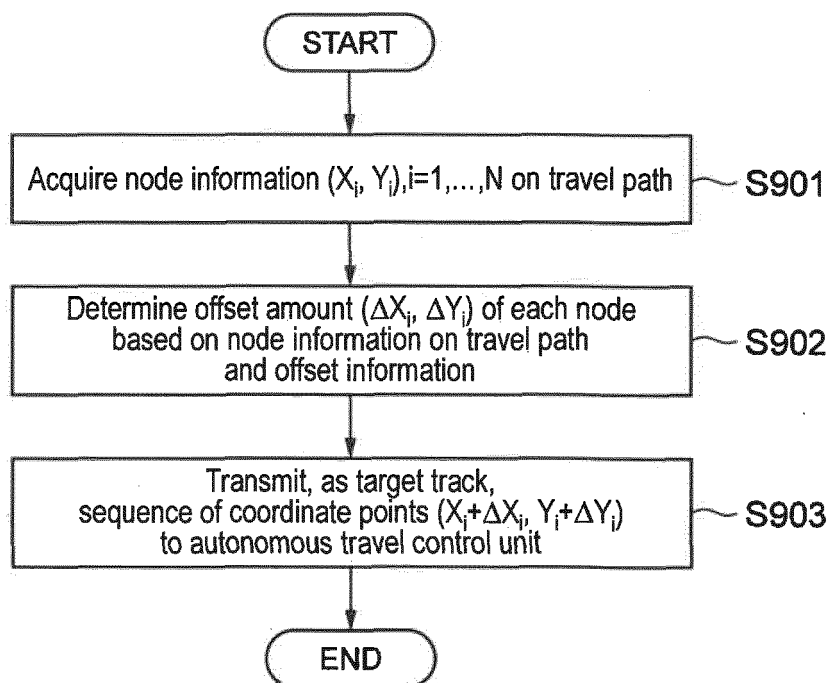 START
Acquire node information (Xᵢ, Yᵢ),i=1,...,N on travel path
S901
Determine offset amount (ΔXᵢ, ΔYᵢ) of each node
based on node information on travel path
and offset information
S902
Transmit, as target track,
sequence of coordinate points (Xᵢ+ΔXᵢ, Yᵢ+ΔYᵢ)
to autonomous travel control unit
S903
END